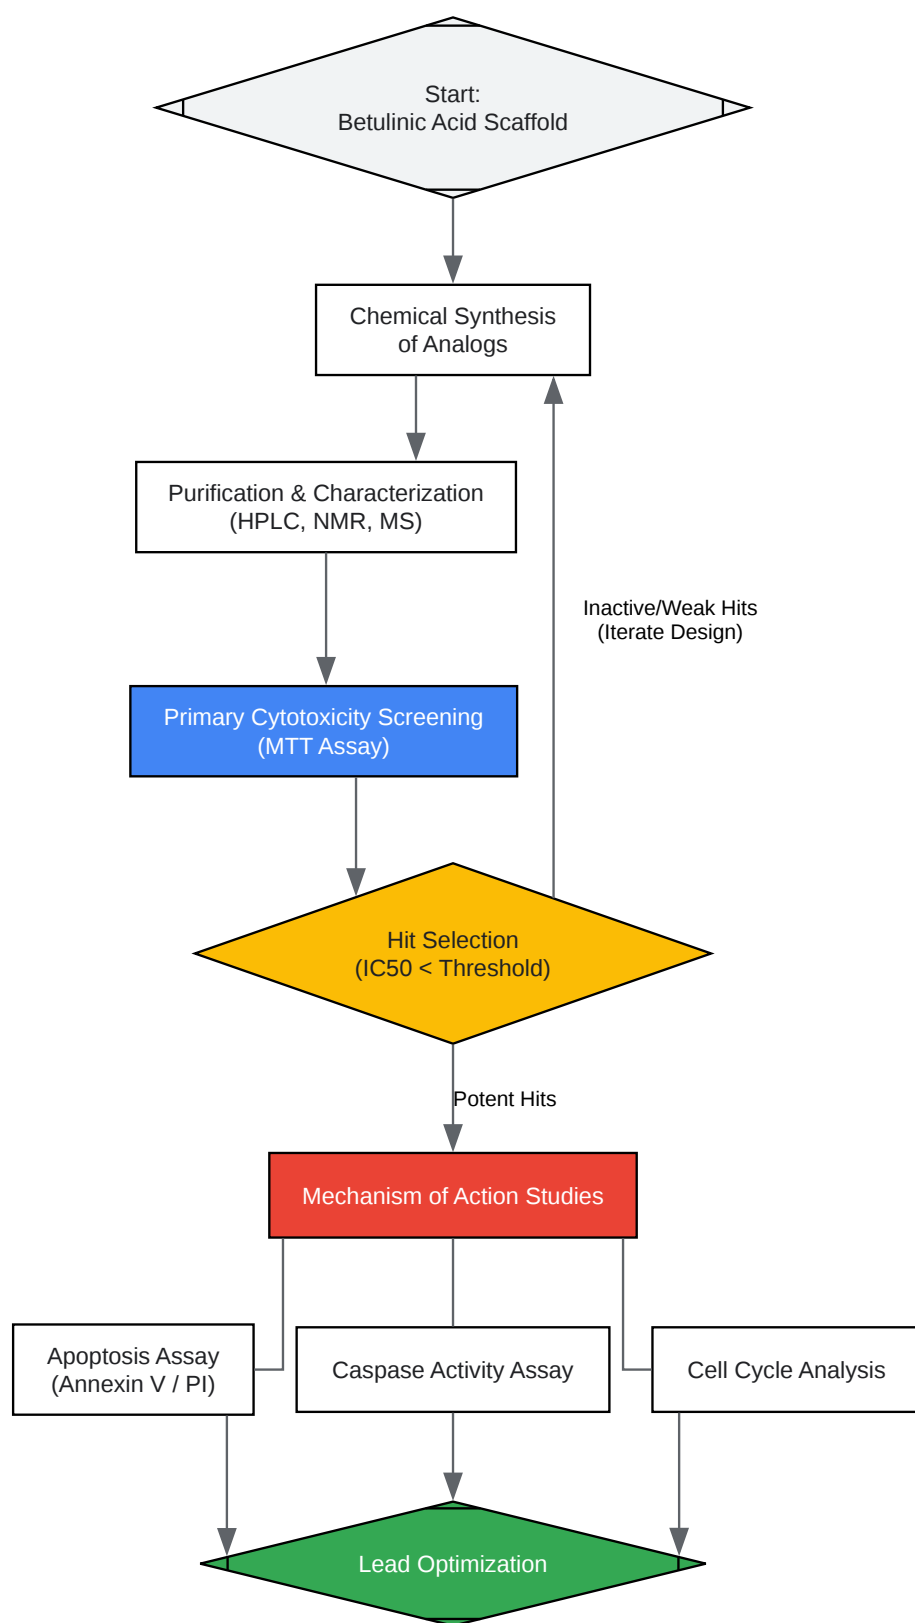 Start:
Betulinic Acid Scaffold
Chemical Synthesis
of Analogs
Purification & Characterization
(HPLC, NMR, MS)
Inactive/Weak Hits
(Iterate Design)
Primary Cytotoxicity Screening
(MTT Assay)
Hit Selection
(IC50 < Threshold)
Potent Hits
Mechanism of Action Studies
Apoptosis Assay
(Annexin V / PI)
Caspase Activity Assay
Cell Cycle Analysis
Lead Optimization